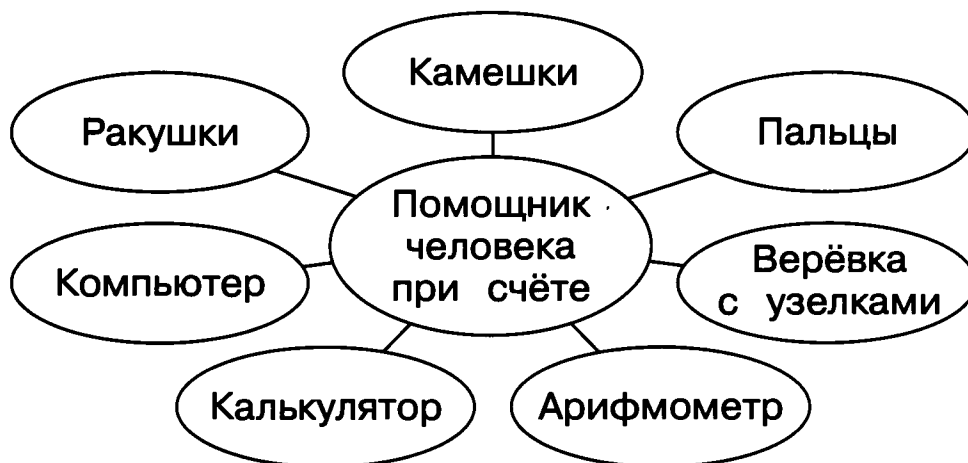 Камешки
Ракушки
Пальцы
Помощник
человека
при счёте
Компьютер
Верёвка
с узелками
Калькулятор
Арифмометр